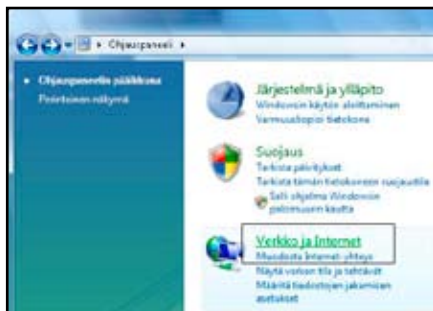 Ohjauspaneeli
Ohjauspaneelin pääikkuna
Perinteinen näkymä
Järjestelmä ja ylläpito
Windowsin käytön aloittaminen
Varmuuskopioi tietokone
Suojaus
Tarkista päivitykset
Tarkista tämän tietokoneen suojaustila
Salli ohjelma Windowsin
palomuurin kautta
Verkko ja Internet
Muodosta Internet-yhteys
Näytä verkon tila ja tehtävät
Määritä tiedostojen jakamisen
asetukset